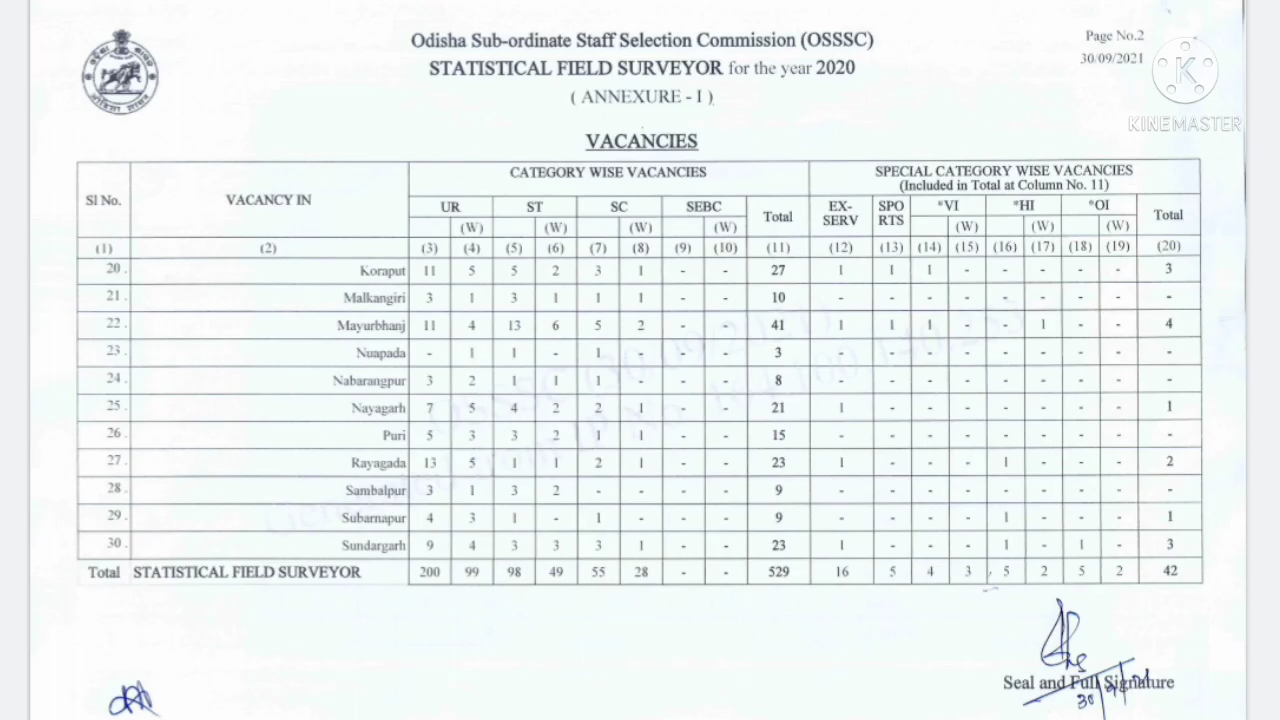 Odisha Sub-ordinate Staff Selection Commission (OSSSC)
STATISTICAL FIELD SURVEYOR for the year 2020
( ANNEXURE - I )
Page No.2
30/09/2021
KINEMASTER
VACANCIES
Sl No. VACANCY IN CATEGORY WISE VACANCIES SPECIAL CATEGORY WISE VACANCIES
(Included in Total at Column No. 11)
UR ST SC SEBC Total EX-SERV SPORTS *VI *HI *OI Total
(W) (W) (W) (W) (W) (W) (W)
(1) (2) (3) (4) (5) (6) (7) (8) (9) (10) (11) (12) (13) (14) (15) (16) (17) (18) (19) (20)
20. Koraput 11 5 5 2 3 1 - - 27 1 1 1 - - - - - 3
21. Malkangiri 3 1 3 1 1 1 - - 10 - - - - - - - - -
22. Mayurbhanj 11 4 13 6 5 2 - - 41 1 1 1 - - 1 - - 4
23. Nuapada - 1 1 - 1 - - - 3 - - - - - - - - -
24. Nabarangpur 3 2 1 1 1 - - - 8 - - - - - - - - -
25. Nayagarh 7 5 4 2 2 1 - - 21 1 - - - - - - - 1
26. Puri 5 3 3 2 1 1 - - 15 - - - - - - - - -
27. Rayagada 13 5 1 1 2 1 - - 23 1 - - - 1 - - - 2
28. Sambalpur 3 1 3 2 - - - - 9 - - - - - - - - -
29. Subarnapur 4 3 1 - 1 - - - 9 - - - - 1 - - - 1
30. Sundargarh 9 4 3 3 3 1 - - 23 1 - - - 1 - 1 - 3
Total STATISTICAL FIELD SURVEYOR 200 99 98 49 55 28 - - 529 16 5 4 3 5 2 5 2 42
Seal and Full Signature